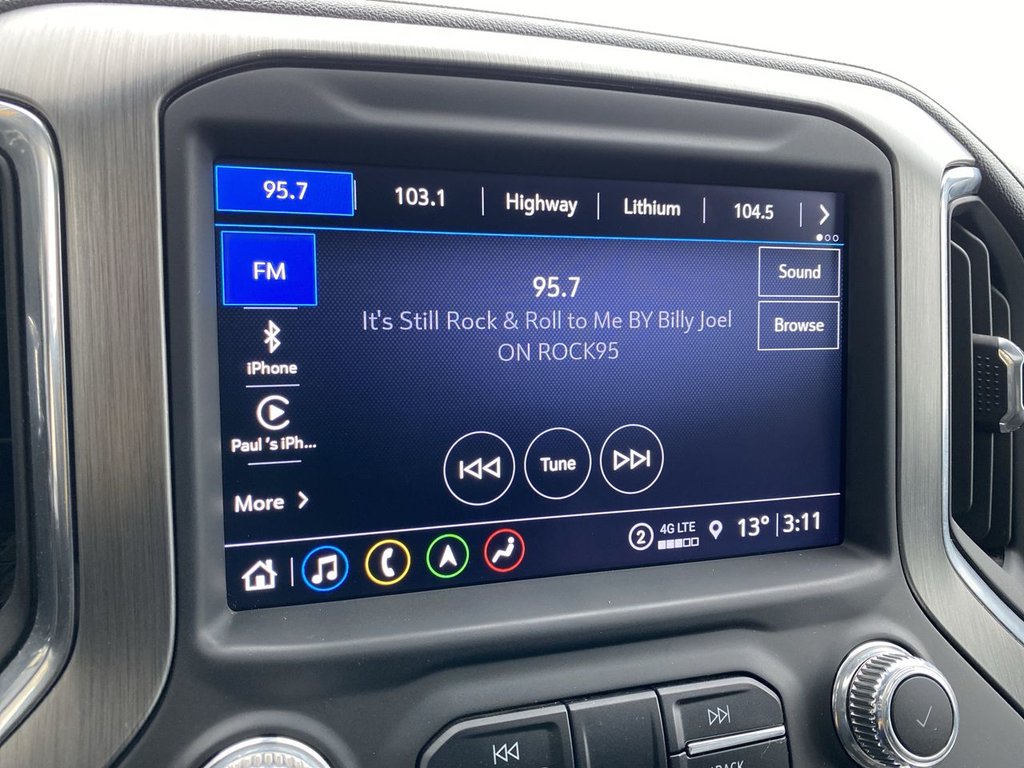 95.7 103.1 Highway Lithium 104.5
FM
95.7
It's Still Rock & Roll to Me BY Billy Joel
ON ROCK95
Sound
Browse
iPhone
Paul 's iPh...
More
Tune
2 4G LTE 13° 3:11
BACK